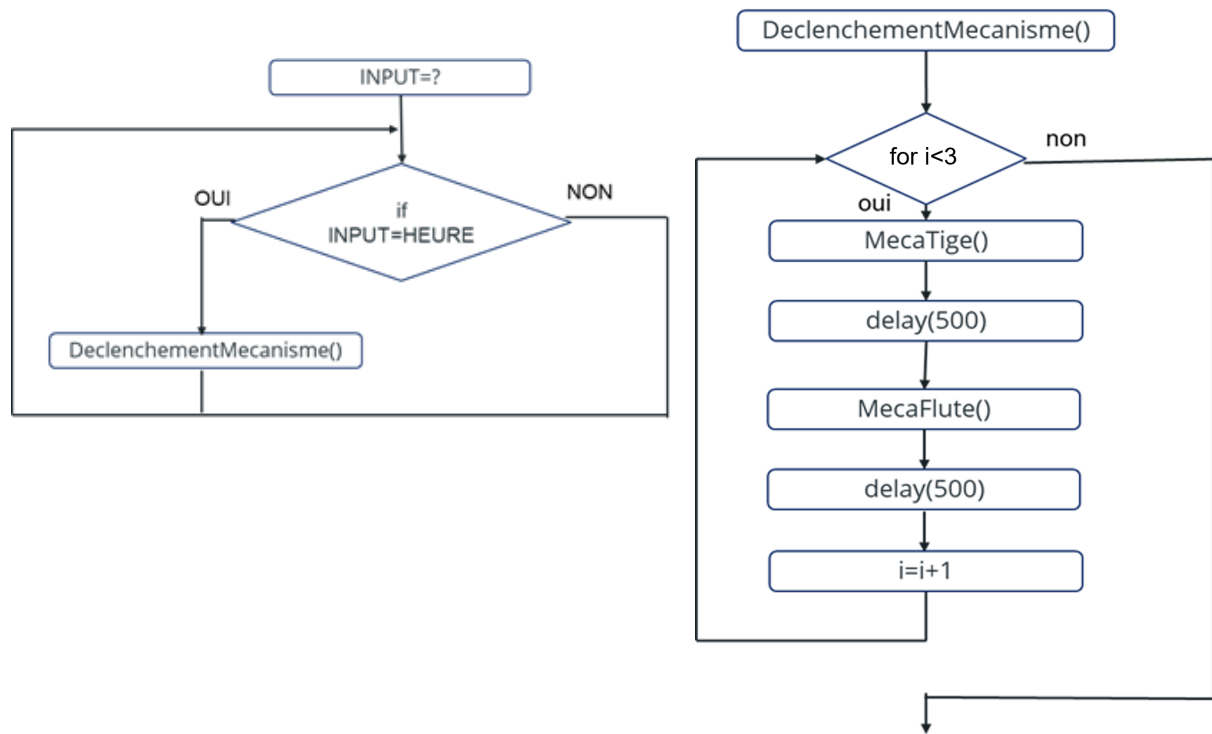 INPUT=?
OUI
NON
if
INPUT=HEURE
DeclenchementMecanisme()
DeclenchementMecanisme()
for i<3
non
oui
MecaTige()
delay(500)
MecaFlute()
delay(500)
i=i+1